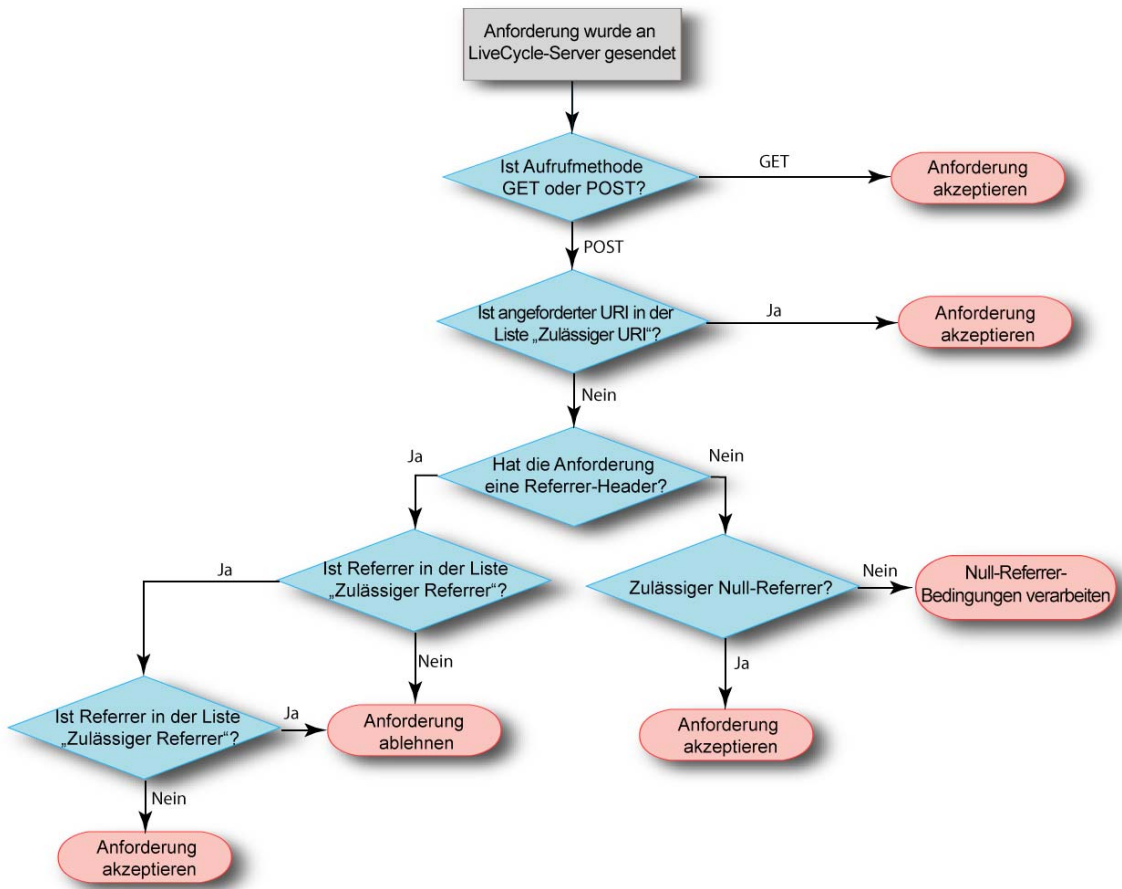 Anforderung wurde an
LiveCycle-Server gesendet
Ist Aufrufmethode
GET oder POST?
GET
Anforderung
akzeptieren
POST
Ist angeforderter URI in der
Liste „Zulässiger URI“?
Ja
Anforderung
akzeptieren
Nein
Hat die Anforderung
eine Referrer-Header?
Ja
Nein
Ist Referrer in der Liste
„Zulässiger Referrer“?
Ja
Nein
Zulässiger Null-Referrer?
Nein
Null-Referrer-
Bedingungen verarbeiten
Ja
Anforderung
akzeptieren
Ist Referrer in der Liste
„Zulässiger Referrer“?
Ja
Anforderung
ablehnen
Nein
Anforderung
akzeptieren